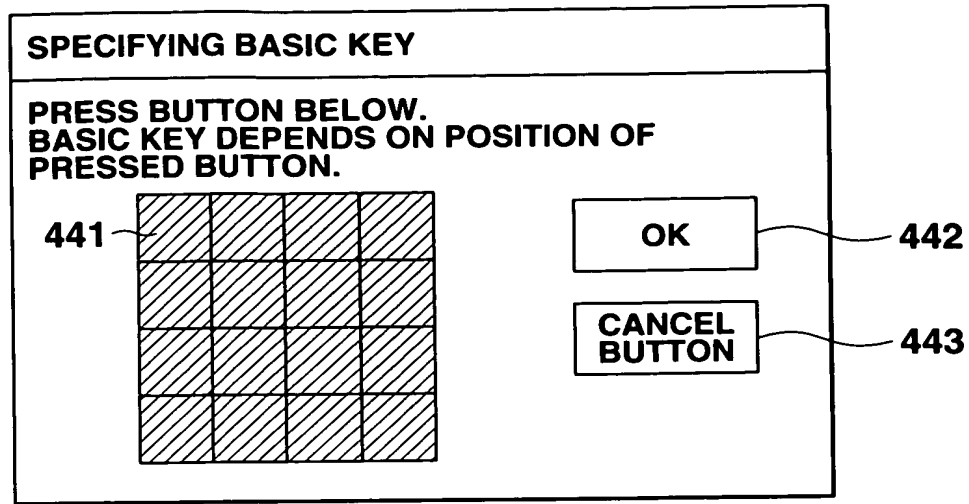 SPECIFYING BASIC KEY
PRESS BUTTON BELOW.
BASIC KEY DEPENDS ON POSITION OF
PRESSED BUTTON.
441
OK
442
CANCEL
BUTTON
443